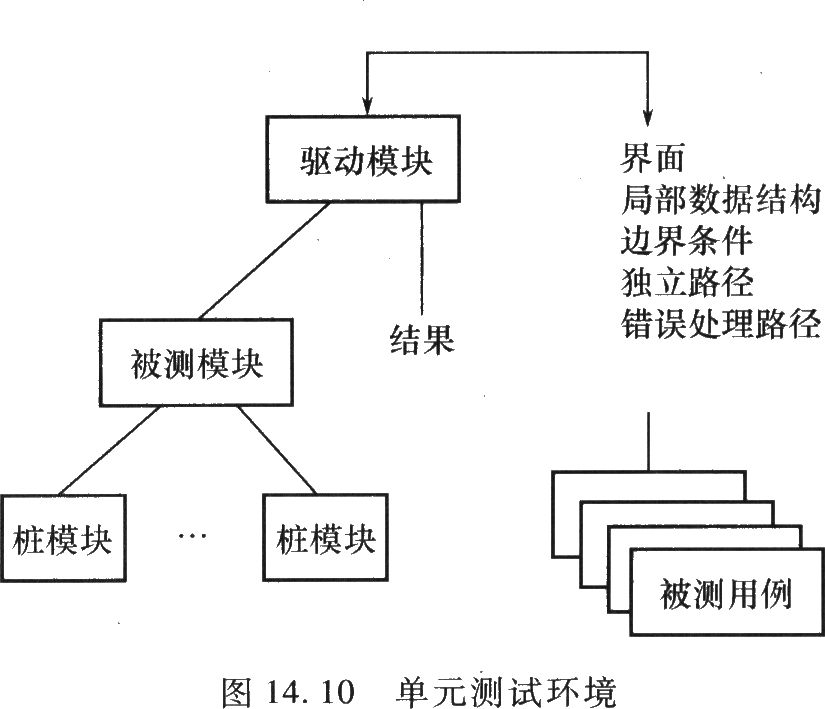 驱动模块
界面
局部数据结构
边界条件
独立路径
错误处理路径
结果
被测模块
桩模块
…
桩模块
被测用例
图 14.10 单元测试环境